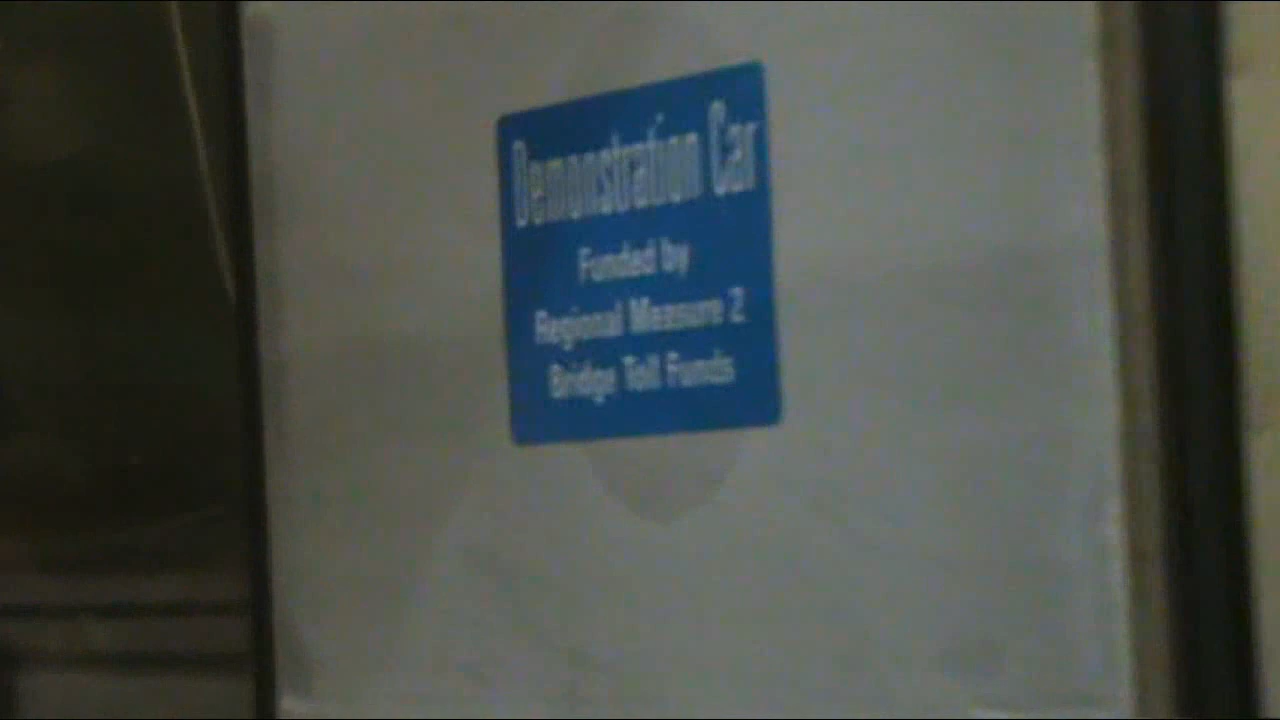 Demonstration Car
Funded by
Regional Measure 2
Bridge Toll Funds